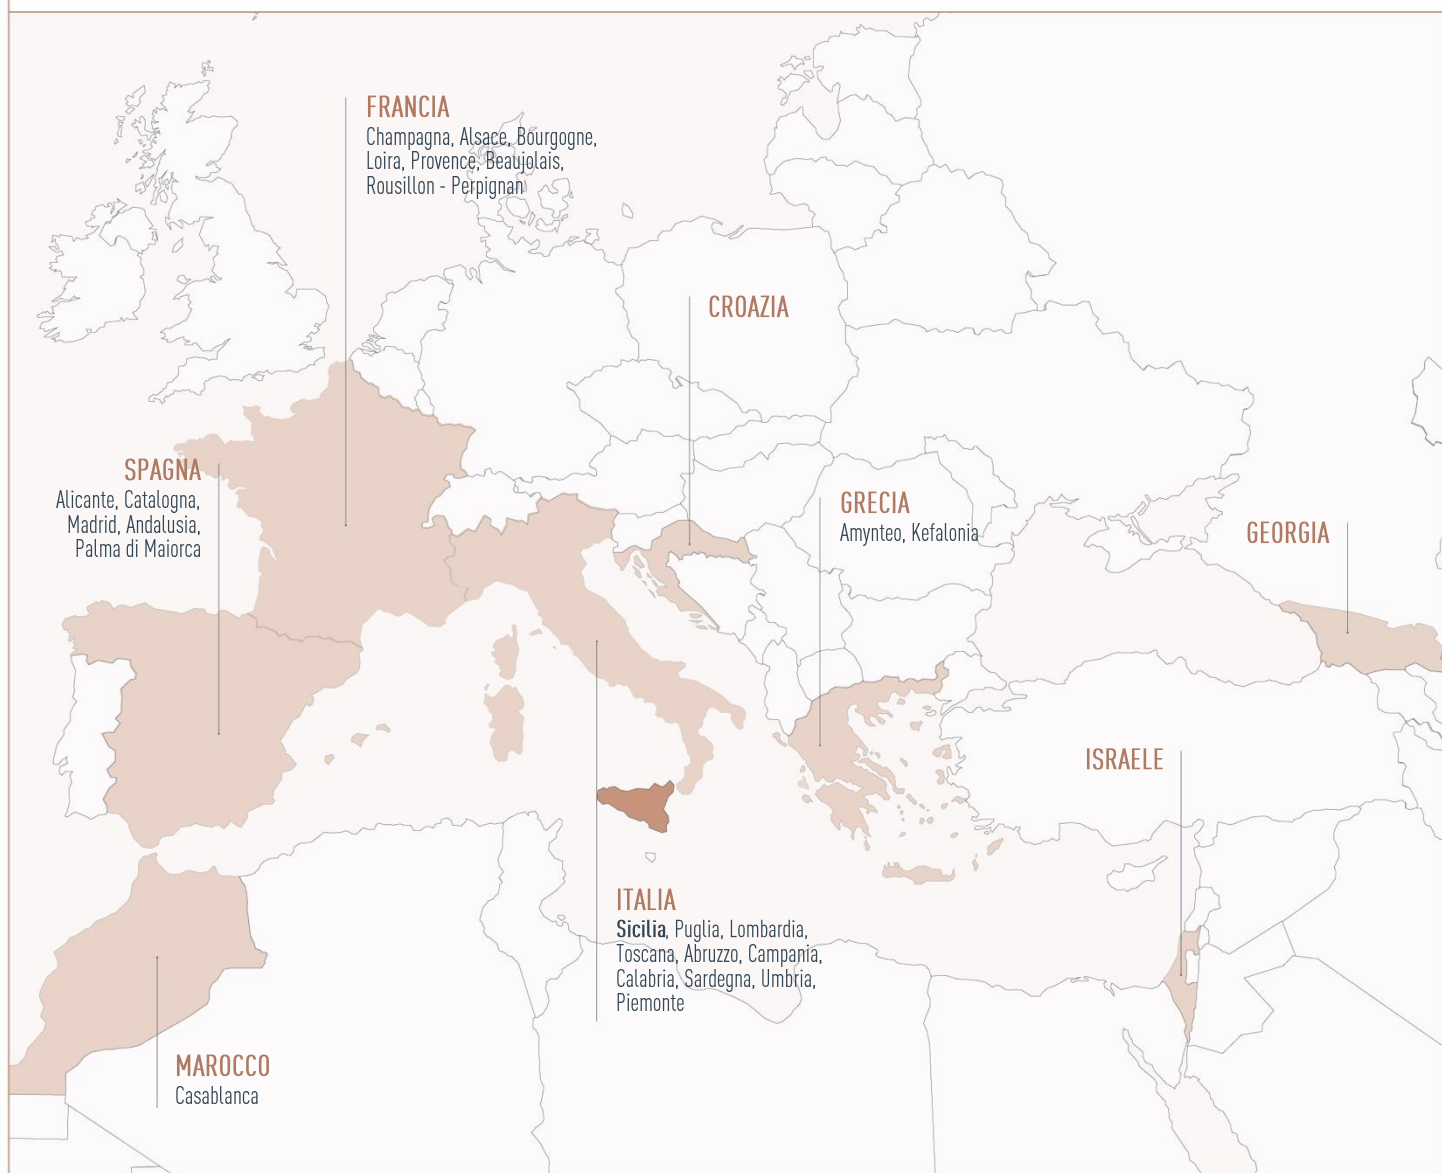 FRANCIA
Champagna, Alsace, Bourgogne,
Loira, Provence, Beaujolais,
Rousillon - Perpignan
CROAZIA
SPAGNA
Alicante, Catalogna,
Madrid, Andalusia,
Palma di Maiorca
GRECIA
Amynteo, Kefalonia
GEORGIA
ISRAELE
ITALIA
Sicilia, Puglia, Lombardia,
Toscana, Abruzzo, Campania,
Calabria, Sardegna, Umbria,
Piemonte
MAROCCO
Casablanca